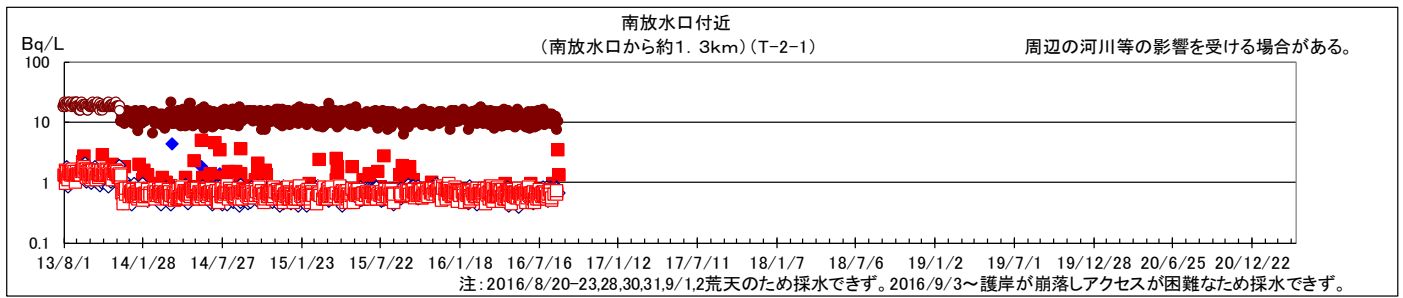 南放水口付近
Bq/L
（南放水口から約1．3km）（T-2-1）
周辺の河川等の影響を受ける場合がある。
100
10
1
0.1
13/8/1 14/1/28 14/7/27 15/1/23 15/7/22 16/1/18 16/7/16 17/1/12 17/7/11 18/1/7 18/7/6 19/1/2 19/7/1 19/12/28 20/6/25 20/12/22
注：2016/8/20-23,28,30,31,9/1,2荒天のため採水できず。2016/9/3～護岸が崩落しアクセスが困難なため採水できず。